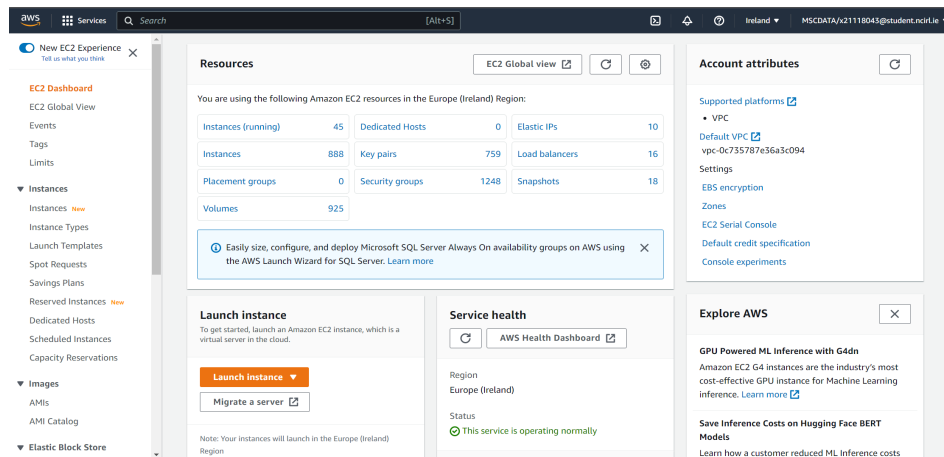 aws
Services
Search
[Alt+S]
Ireland ▼
MSCDATA/x21118043@student.ncirl.ie
New EC2 Experience
Tell us what you think
EC2 Dashboard
EC2 Global View
Events
Tags
Limits
Instances
Instances New
Instance Types
Launch Templates
Spot Requests
Savings Plans
Reserved Instances New
Dedicated Hosts
Scheduled Instances
Capacity Reservations
Images
AMIs
AMI Catalog
Elastic Block Store
Resources
EC2 Global view
You are using the following Amazon EC2 resources in the Europe (Ireland) Region:
Instances (running) 45
Dedicated Hosts 0
Elastic IPs 10
Instances 888
Key pairs 759
Load balancers 16
Placement groups 0
Security groups 1248
Snapshots 18
Volumes 925
Easily size, configure, and deploy Microsoft SQL Server Always On availability groups on AWS using
the AWS Launch Wizard for SQL Server. Learn more
Launch instance
To get started, launch an Amazon EC2 instance, which is a
virtual server in the cloud.
Launch instance ▼
Migrate a server
Note: Your instances will launch in the Europe (Ireland)
Region
Service health
AWS Health Dashboard
Region
Europe (Ireland)
Status
This service is operating normally
Account attributes
Supported platforms
• VPC
Default VPC
vpc-0c735787e36a3c094
Settings
EBS encryption
Zones
EC2 Serial Console
Default credit specification
Console experiments
Explore AWS
GPU Powered ML Inference with G4dn
Amazon EC2 G4 instances are the industry's most
cost-effective GPU instance for Machine Learning
inference. Learn more
Save Inference Costs on Hugging Face BERT
Models
Learn how a customer reduced ML Inference costs